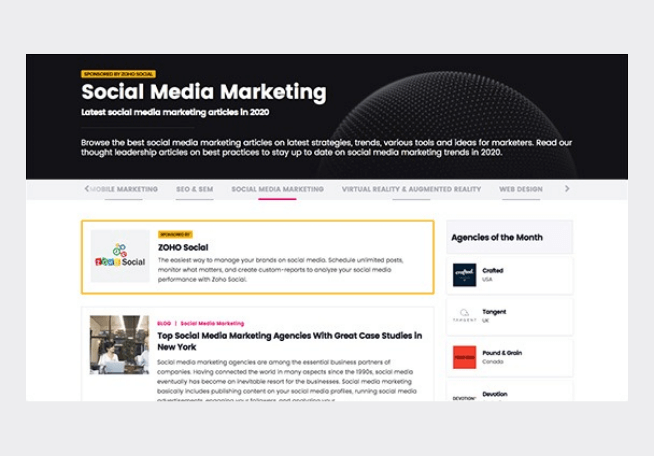 SPONSORED BY ZOHO SOCIAL
Social Media Marketing
Latest social media marketing articles in 2020
Browse the best social media marketing articles on latest strategies, trends, various tools and ideas for marketers. Read our
thought leadership articles on best practices to stay up to date on social media marketing trends in 2020.
MOBILE MARKETING SEO & SEM SOCIAL MEDIA MARKETING VIRTUAL REALITY & AUGMENTED REALITY WEB DESIGN
SPONSORED BY
ZOHO Social
ZOHO Social
The easiest way to manage your brands on social media. Schedule unlimited posts,
monitor what matters, and create custom-reports to analyze your social media
performance with Zoho Social.
BLOG | Social Media Marketing
Top Social Media Marketing Agencies With Great Case Studies in
New York
Social media marketing agencies are among the essential business partners of
companies. Having connected the world in many aspects since the 1990s, social media
eventually has become an inevitable resort for the businesses. Social media marketing
basically includes publishing content on your social media profiles, running social media
advertisements, engaging your followers, and analyzing your
Agencies of the Month
crafted.
Crafted
USA
TANGENT
Tangent
UK
Pound & Grain
Canada
DEVOTION
Devotion